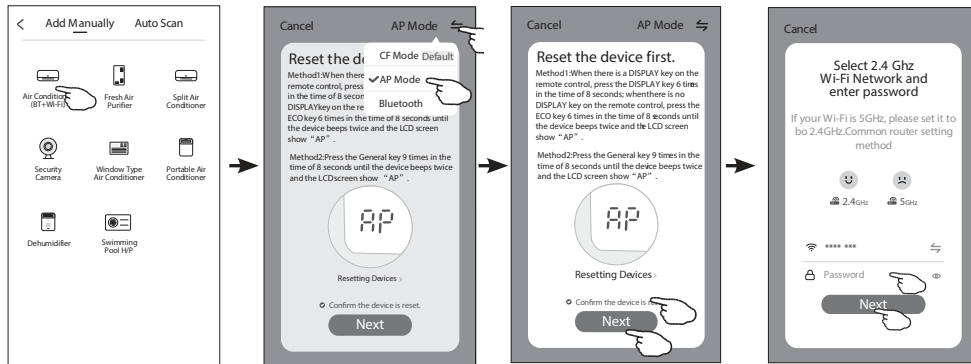 Add Manually Auto Scan
Air Conditioner
(BT+Wi-Fi)
Fresh Air
Purifier
Split Air
Conditioner
Security
Camera
Window Type
Air Conditioner
Portable Air
Conditioner
Dehumidifier
Swimming
Pool H/P
Cancel AP Mode
Reset the de
CF Mode Default
AP Mode
Bluetooth
Method1:When there
remote control, press
in the time of 8 secon
DISPLAYkey on the re
ECO key 6 times in the time of 8 seconds until
the device beeps twice and the LCD screen
show “AP” .
Method2:Press the General key 9 times in the
time of 8 seconds until the device beeps twice
and the LCD screen show “AP” .
AP
Resetting Devices >
Confirm the device is reset.
Next
Cancel AP Mode
Reset the device first.
Method1:When there is a DISPLAY key on the
remote control, press the DISPLAY key 6 times
in the time of 8 seconds; whenthere is no
DISPLAY key on the remote control, press the
ECO key 6 times in the time of 8 seconds until
the device beeps twice and the LCD screen
show “AP” .
Method2:Press the General key 9 times in the
time of 8 seconds until the device beeps twice
and the LCD screen show “AP” .
AP
Resetting Devices >
Confirm the device is re
Next
Cancel
Select 2.4 Ghz
Wi-Fi Network and
enter password
If your Wi-Fi is 5GHz, please set it to
bo 2.4GHz.Common router setting
method
2.4GHz 5GHz
**** ***
Password
Next